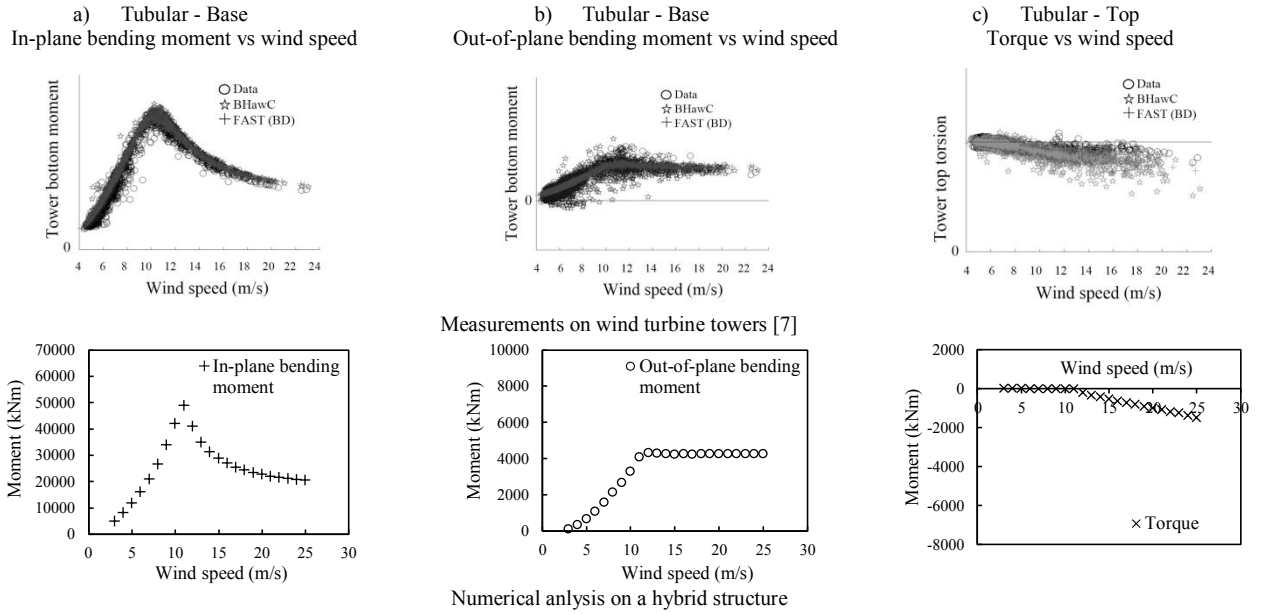 a) Tubular - Base
In-plane bending moment vs wind speed
b) Tubular - Base
Out-of-plane bending moment vs wind speed
c) Tubular - Top
Torque vs wind speed
Tower bottom moment
Data
BHawC
FAST (BD)
0
4 6 8 10 12 14 16 18 20 22 24
Wind speed (m/s)
Tower bottom moment
Data
BHawC
FAST (BD)
0
4 6 8 10 12 14 16 18 20 22 24
Wind speed (m/s)
Tower top torsion
Data
BHawC
FAST (BD)
0
4 6 8 10 12 14 16 18 20 22 24
Wind speed (m/s)
Measurements on wind turbine towers [7]
Moment (kNm)
70000
60000
50000
40000
30000
20000
10000
0
In-plane bending
moment
0 5 10 15 20 25 30
Wind speed (m/s)
Moment (kNm)
10000
8000
6000
4000
2000
0
Out-of-plane bending
moment
0 5 10 15 20 25 30
Wind speed (m/s)
Moment (kNm)
2000
0
-2000
-4000
-6000
-8000
Wind speed (m/s)
0 5 10 15 20 25 30
Torque
Numerical anlysis on a hybrid structure